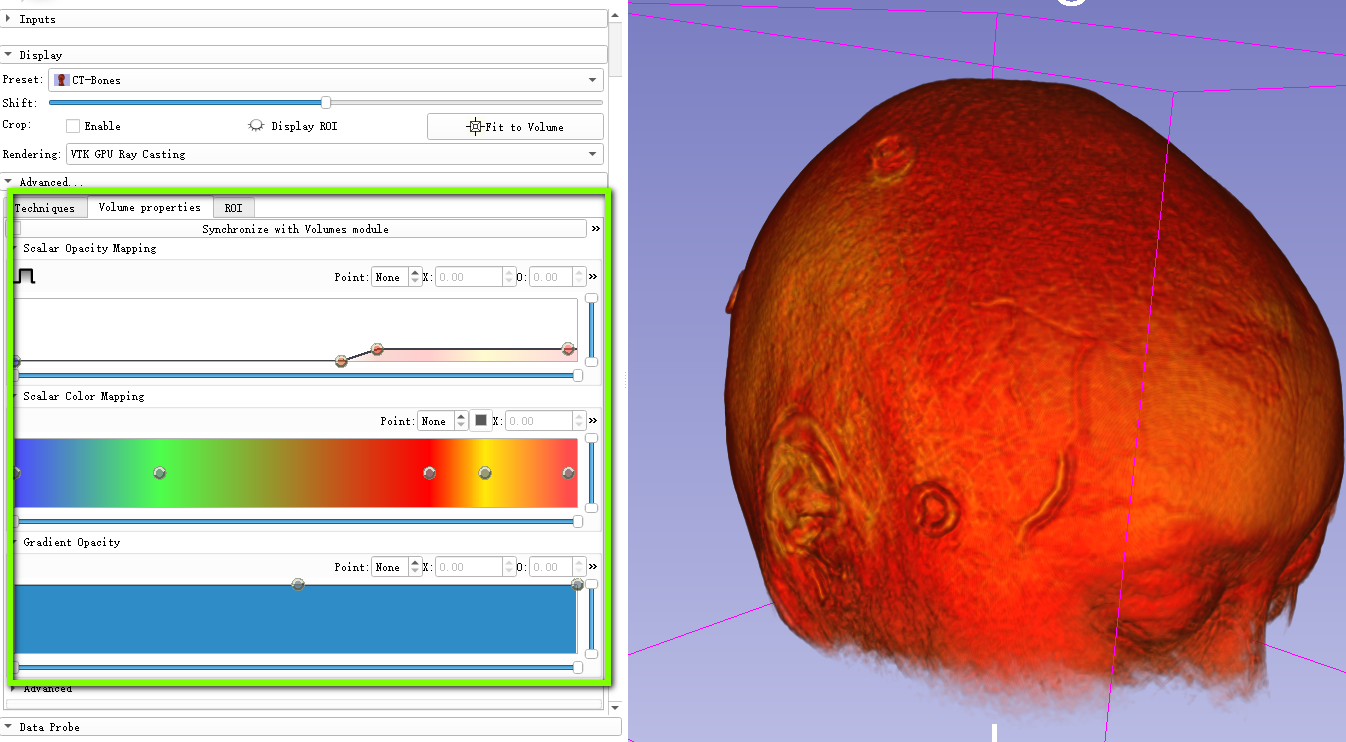 Inputs
Display
Preset: CT-Bones
Shift:
Crop: Enable Display ROI Fit to Volume
Rendering: VTK GPU Ray Casting
Advanced...
Techniques Volume properties ROI
Synchronize with Volumes module »
Scalar Opacity Mapping
Point: None X: 0.00 O: 0.00 »
Scalar Color Mapping
Point: None X: 0.00 »
Gradient Opacity
Point: None X: 0.00 O: 0.00 »
Advanced
Data Probe